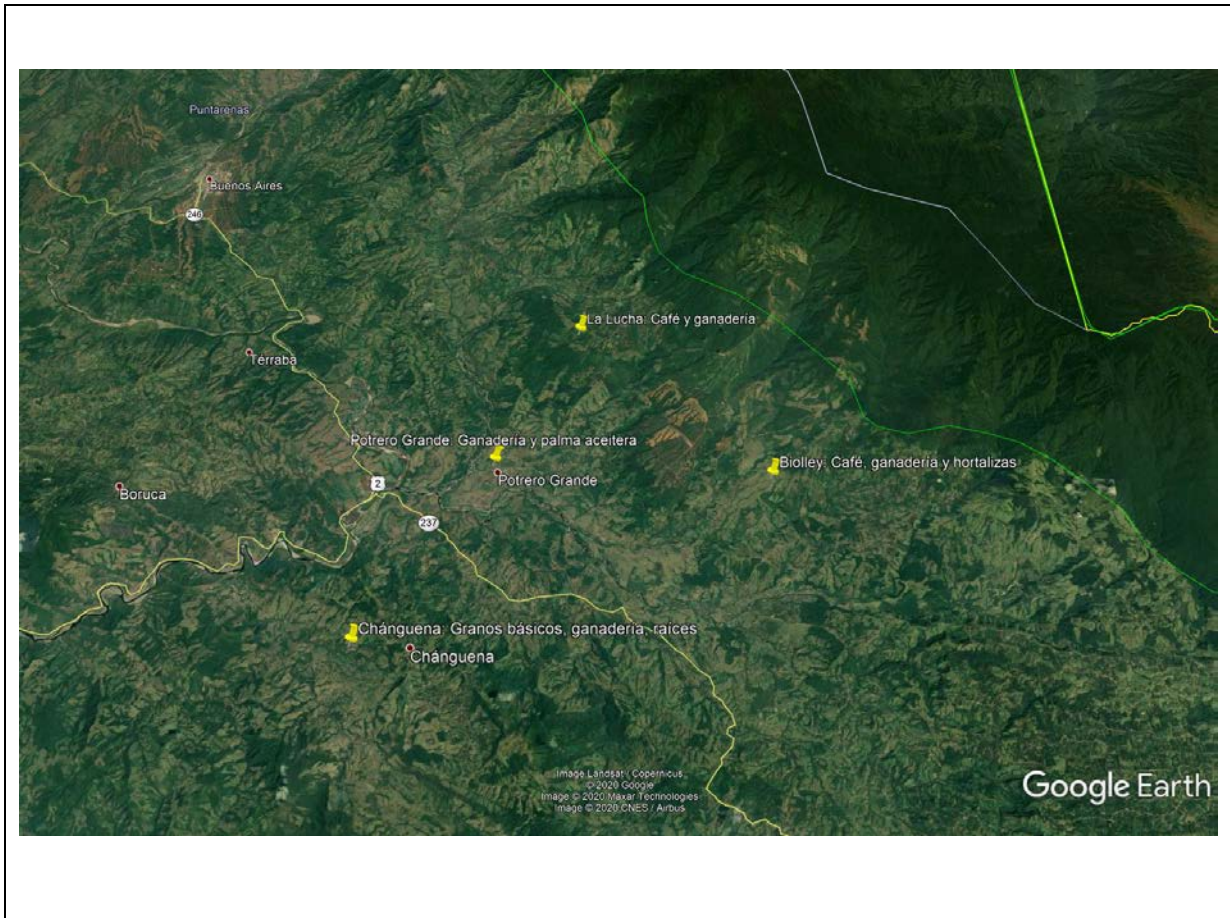 Puntarenas
Buenos Aires
246
La Lucha: Café y ganadería
Térraba
Potrero Grande: Ganadería y palma aceitera
Biolley: Café, ganadería y hortalizas
Potrero Grande
2
Boruca
237
Chánguena: Granos básicos, ganadería, raíces
Chánguena
Image Landsat / Copernicus
© 2020 Google
Image © 2020 Maxar Technologies
Image © 2020 CNES / Airbus
Google Earth